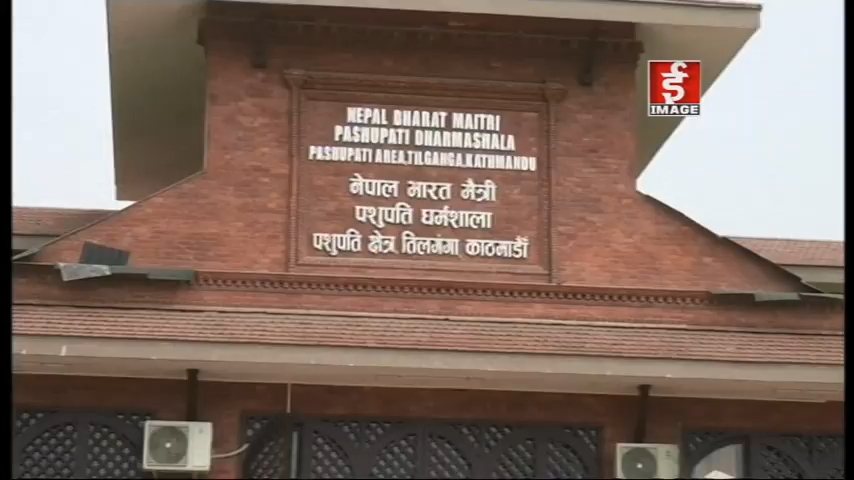 NEPAL BHARAT MAITRI
PASHUPATI DHARMASHALA
PASHUPATI AREA,TILGANGA,KATHMANDU
नेपाल भारत मैत्री
पशुपति धर्मशाला
पशुपति क्षेत्र तिलगंगा काठमाडौं
ई
IMAGE